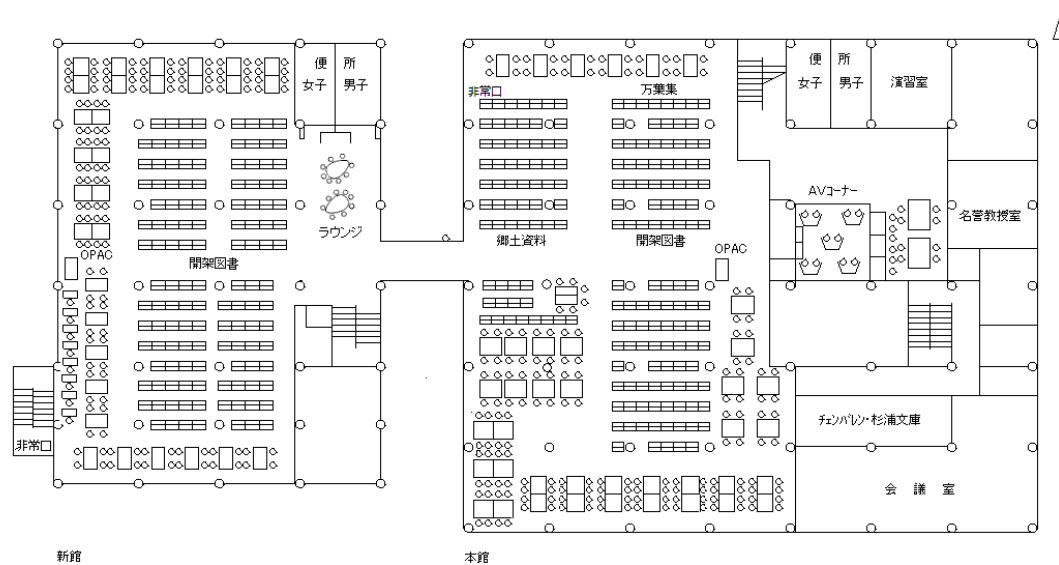 便 所
女子 男子
便 所
女子 男子
演習室
非常口
万葉集
AVコーナー
名誉教授室
ラウンジ
郷土資料
開架図書
OPAC
OPAC
開架図書
チェンバレン・杉浦文庫
非常口
会 議 室
新館
本館